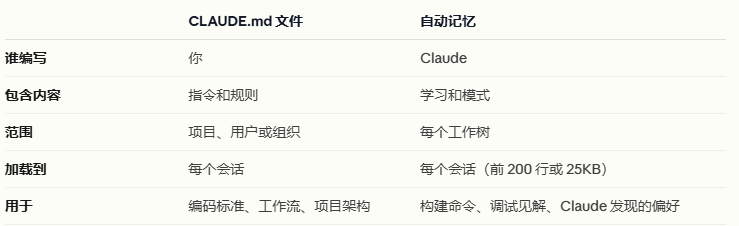 CLAUDE.md 文件 自动记忆
谁编写 你 Claude
包含内容 指令和规则 学习和模式
范围 项目、用户或组织 每个工作树
加载到 每个会话 每个会话（前 200 行或 25KB）
用于 编码标准、工作流、项目架构 构建命令、调试见解、Claude 发现的偏好